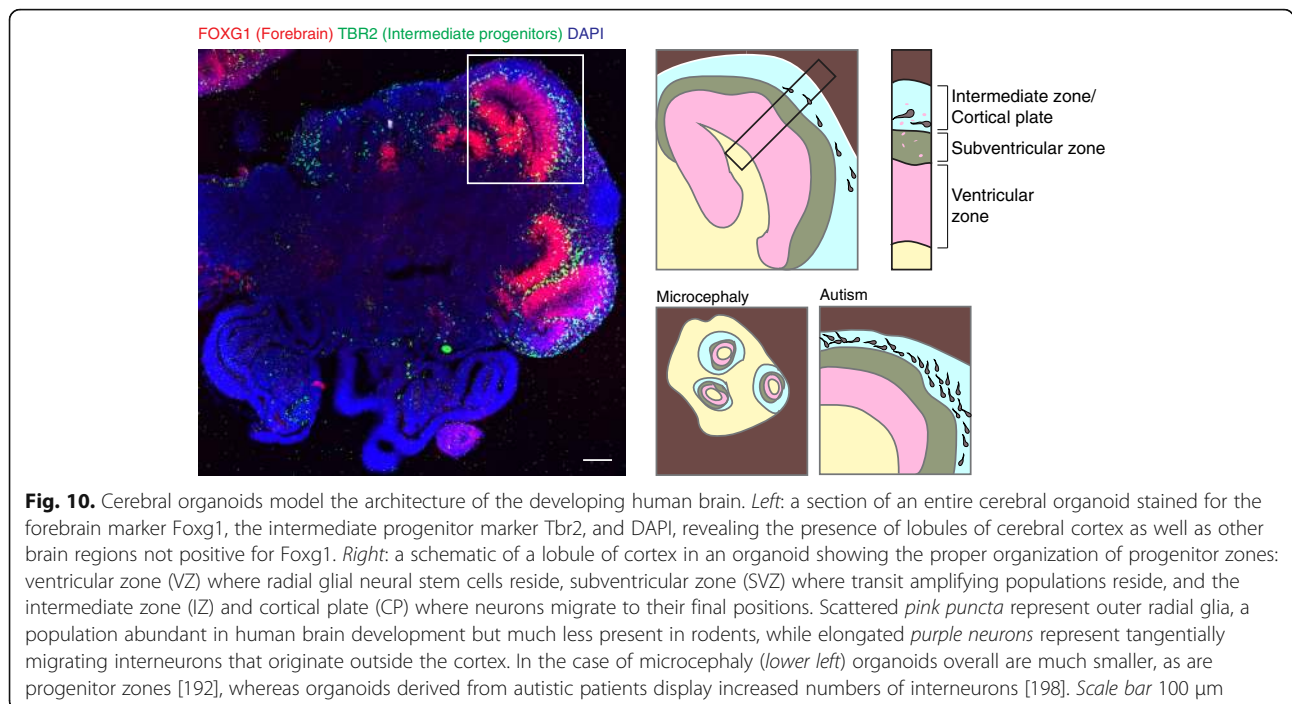 FOXG1 (Forebrain) TBR2 (Intermediate progenitors) DAPI
Intermediate zone/
Cortical plate
Subventricular zone
Ventricular
zone
Microcephaly
Autism
Fig. 10. Cerebral organoids model the architecture of the developing human brain. Left: a section of an entire cerebral organoid stained for the
forebrain marker Foxg1, the intermediate progenitor marker Tbr2, and DAPI, revealing the presence of lobules of cerebral cortex as well as other
brain regions not positive for Foxg1. Right: a schematic of a lobule of cortex in an organoid showing the proper organization of progenitor zones:
ventricular zone (VZ) where radial glial neural stem cells reside, subventricular zone (SVZ) where transit amplifying populations reside, and the
intermediate zone (IZ) and cortical plate (CP) where neurons migrate to their final positions. Scattered pink puncta represent outer radial glia, a
population abundant in human brain development but much less present in rodents, while elongated purple neurons represent tangentially
migrating interneurons that originate outside the cortex. In the case of microcephaly (lower left) organoids overall are much smaller, as are
progenitor zones [192], whereas organoids derived from autistic patients display increased numbers of interneurons [198]. Scale bar 100 μm